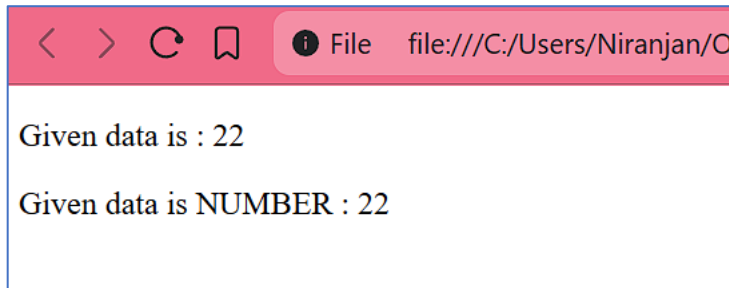 File file:///C:/Users/Niranjan/
Given data is : 22
Given data is NUMBER : 22